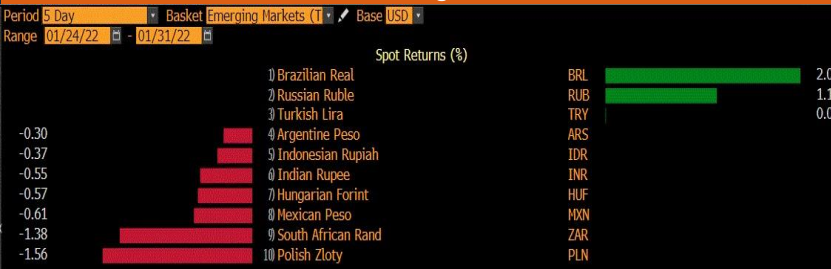 Period 5 Day Basket Emerging Markets (T Base USD
Range 01/24/22 - 01/31/22
Spot Returns (%)
1) Brazilian Real BRL 2.0
2) Russian Ruble RUB 1.1
3) Turkish Lira TRY 0.0
-0.30 4) Argentine Peso ARS
-0.37 5) Indonesian Rupiah IDR
-0.55 6) Indian Rupee INR
-0.57 7) Hungarian Forint HUF
-0.61 8) Mexican Peso MXN
-1.38 9) South African Rand ZAR
-1.56 10) Polish Zloty PLN